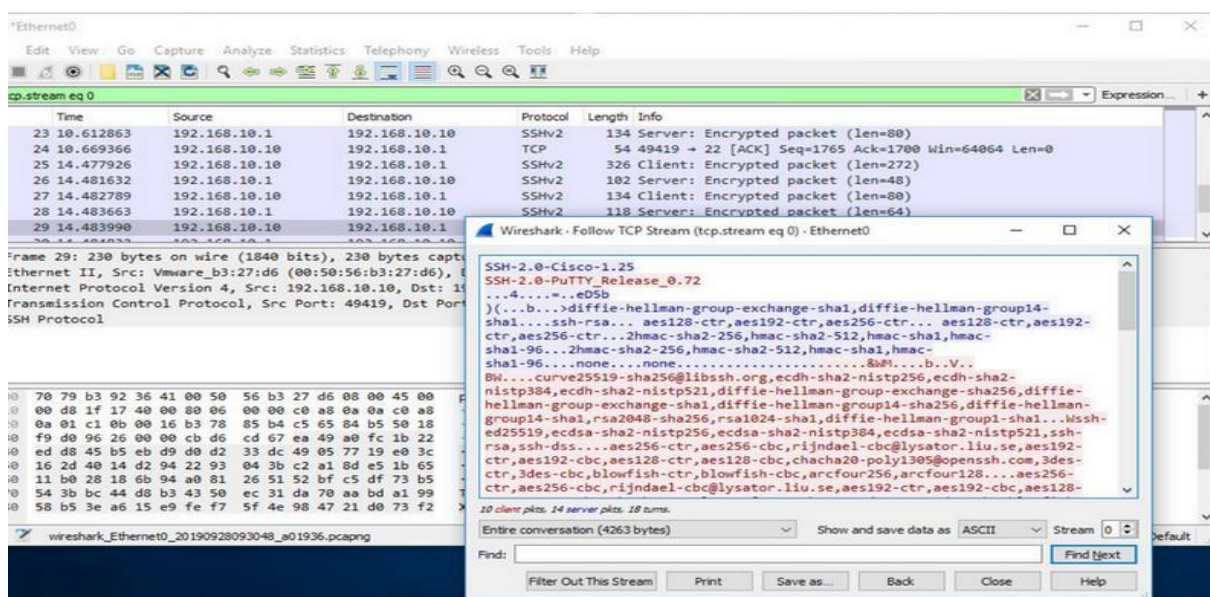 *Ethernet0
Edit View Go Capture Analyze Statistics Telephony Wireless Tools Help
cp.stream eq 0
Expression... +
Time Source Destination Protocol Length Info
23 10.612863 192.168.10.1 192.168.10.10 SSHv2 134 Server: Encrypted packet (len=80)
24 10.669366 192.168.10.10 192.168.10.1 TCP 54 49419 → 22 [ACK] Seq=1765 Ack=1700 Win=64064 Len=0
25 14.477926 192.168.10.10 192.168.10.1 SSHv2 326 Client: Encrypted packet (len=272)
26 14.481632 192.168.10.1 192.168.10.10 SSHv2 102 Server: Encrypted packet (len=48)
27 14.482789 192.168.10.10 192.168.10.1 SSHv2 134 Client: Encrypted packet (len=80)
28 14.483663 192.168.10.1 192.168.10.10 SSHv2 118 Server: Encrypted packet (len=64)
29 14.483990 192.168.10.10 192.168.10.1
Frame 29: 230 bytes on wire (1840 bits), 230 bytes captu
Ethernet II, Src: Vmware_b3:27:d6 (00:50:56:b3:27:d6), D
Internet Protocol Version 4, Src: 192.168.10.10, Dst: 19
Transmission Control Protocol, Src Port: 49419, Dst Port
SSH Protocol
70 79 b3 92 36 41 00 50 56 b3 27 d6 08 00 45 00
00 d8 1f 17 40 00 80 06 00 00 c0 a8 0a 0a c0 a8
0a 01 c1 0b 00 16 b3 78 85 b4 c5 65 84 b5 50 18
f9 d0 96 26 00 00 cb d6 cd 67 ea 49 a0 fc 1b 22
ed d8 45 b5 eb d9 d0 d2 33 dc 49 05 77 19 e0 3c
16 2d 40 14 d2 94 22 93 04 3b c2 a1 8d e5 1b 65
11 b0 28 18 6b 94 a0 81 26 51 52 bf c5 df 73 b5
54 3b bc 44 d8 b3 43 50 ec 31 da 70 aa bd a1 99
58 b5 3e a6 15 e9 fe f7 5f 4e 98 47 21 d0 73 f2
wireshark_Ethernet0_20190928093048_a01936.pcapng
Default
Wireshark · Follow TCP Stream (tcp.stream eq 0) · Ethernet0
SSH-2.0-Cisco-1.25
SSH-2.0-PuTTY_Release_0.72
...4....=..eD5b
)(...b...>diffie-hellman-group-exchange-sha1,diffie-hellman-group14-
sha1....ssh-rsa... aes128-ctr,aes192-ctr,aes256-ctr... aes128-ctr,aes192-
ctr,aes256-ctr...2hmac-sha2-256,hmac-sha2-512,hmac-sha1,hmac-
sha1-96...2hmac-sha2-256,hmac-sha2-512,hmac-sha1,hmac-
sha1-96....none....none.......................&WM....b..V..
BW....curve25519-sha256@libssh.org,ecdh-sha2-nistp256,ecdh-sha2-
nistp384,ecdh-sha2-nistp521,diffie-hellman-group-exchange-sha256,diffie-
hellman-group-exchange-sha1,diffie-hellman-group14-sha256,diffie-hellman-
group14-sha1,rsa2048-sha256,rsa1024-sha1,diffie-hellman-group1-sha1...Wssh-
ed25519,ecdsa-sha2-nistp256,ecdsa-sha2-nistp384,ecdsa-sha2-nistp521,ssh-
rsa,ssh-dss....aes256-ctr,aes256-cbc,rijndael-cbc@lysator.liu.se,aes192-
ctr,aes192-cbc,aes128-ctr,aes128-cbc,chacha20-poly1305@openssh.com,3des-
ctr,3des-cbc,blowfish-ctr,blowfish-cbc,arcfour256,arcfour128....aes256-
ctr,aes256-cbc,rijndael-cbc@lysator.liu.se,aes192-ctr,aes192-cbc,aes128-
10 client pkts, 14 server pkts, 18 turns.
Entire conversation (4263 bytes) Show and save data as ASCII Stream 0
Find: Find Next
Filter Out This Stream Print Save as... Back Close Help